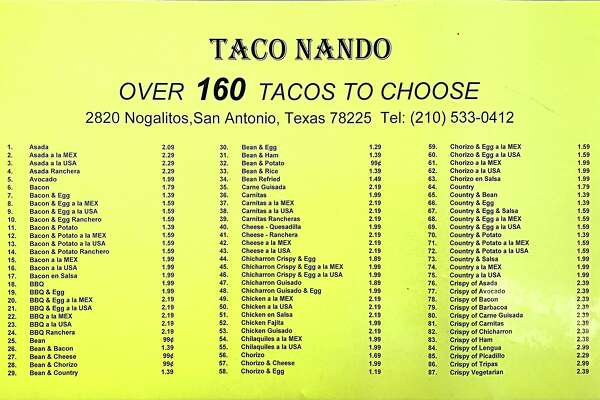 TACO NANDO
OVER 160 TACOS TO CHOOSE
2820 Nogalitos,San Antonio, Texas 78225 Tel: (210) 533-0412
1. Asada 2.09
2. Asada a la MEX 2.29
3. Asada a la USA 2.29
4. Asada Ranchera 2.29
5. Avocado 1.99
6. Bacon 1.79
7. Bacon & Egg 1.39
8. Bacon & Egg a la MEX 1.59
9. Bacon & Egg a la USA 1.59
10. Bacon & Egg Ranchero 1.59
11. Bacon & Potato 1.39
12. Bacon & Potato a la MEX 1.59
13. Bacon & Potato a la USA 1.59
14. Bacon & Potato Ranchero 1.59
15. Bacon a la MEX 1.99
16. Bacon a la USA 1.99
17. Bacon en Salsa 1.99
18. BBQ 1.99
19. BBQ & Egg 1.99
20. BBQ & Egg a la MEX 2.19
21. BBQ & Egg a la USA 2.19
22. BBQ a la MEX 2.19
23. BBQ a la USA 2.19
24. BBQ Ranchera 2.19
25. Bean 99¢
26. Bean & Bacon 1.39
27. Bean & Cheese 99¢
28. Bean & Chorizo 99¢
29. Bean & Country 1.39
30. Bean & Egg 1.29
31. Bean & Ham 1.39
32. Bean & Potato 99¢
33. Bean & Rice 1.39
34. Bean Refried 1.49
35. Carne Guisada 2.19
36. Carnitas 1.99
37. Carnitas a la MEX 2.19
38. Carnitas a la USA 2.19
39. Carnitas Rancheras 2.19
40. Cheese - Quesadilla 1.99
41. Cheese - Ranchera 2.19
42. Cheese a la MEX 2.19
43. Cheese a la USA 2.19
44. Chicharron Crispy & Egg 1.89
45. Chicharron Crispy & Egg a la MEX 1.99
46. Chicharron Crispy & Egg a la USA 1.99
47. Chicharron Guisado 1.89
48. Chicharron Guisado & Egg 1.99
49. Chicken 1.99
50. Chicken a la MEX 2.19
51. Chicken en Salsa 2.19
52. Chicken Fajita 1.99
53. Chicken Guisado 2.19
54. Chilaquiles a la MEX 1.99
55. Chilaquiles a la USA 1.99
56. Chorizo 1.69
57. Chorizo & Cheese 1.99
58. Chorizo & Egg 1.19
59. Chorizo & Egg a la MEX 1.59
60. Chorizo & Egg a la USA 1.59
61. Chorizo a la MEX 1.99
62. Chorizo a la USA 1.99
63. Chorizo en Salsa 1.99
64. Country 1.79
65. Country & Bean 1.39
66. Country & Egg 1.39
67. Country & Egg & Salsa 1.59
68. Country & Egg a la MEX 1.59
69. Country & Egg a la USA 1.59
70. Country & Potato 1.39
71. Country & Potato a la MEX 1.59
72. Country & Potato a la USA 1.59
73. Country & Salsa 1.99
74. Country a la MEX 1.99
75. Country a la USA 1.99
76. Crispy of Asada 2.39
77. Crispy of Avocado 2.39
78. Crispy of Bacon 2.39
79. Crispy of Barbacoa 2.39
80. Crispy of Carne Guisada 2.39
81. Crispy of Carnitas 2.39
82. Crispy of Chicharron 2.39
83. Crispy of Ham 2.39
84. Crispy of Lengua 2.39
85. Crispy of Picadillo 2.29
86. Crispy of Tripas 2.99
87. Crispy Vegetarian 2.39